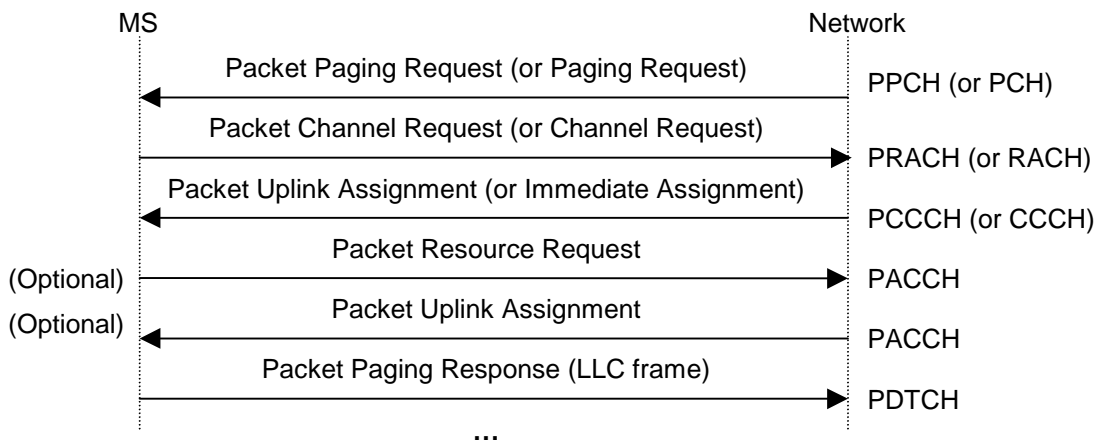 MS Network
Packet Paging Request (or Paging Request) PPCH (or PCH)
Packet Channel Request (or Channel Request) PRACH (or RACH)
Packet Uplink Assignment (or Immediate Assignment) PCCCH (or CCCH)
Packet Resource Request
(Optional) PACCH
Packet Uplink Assignment
(Optional) PACCH
Packet Paging Response (LLC frame) PDTCH
...